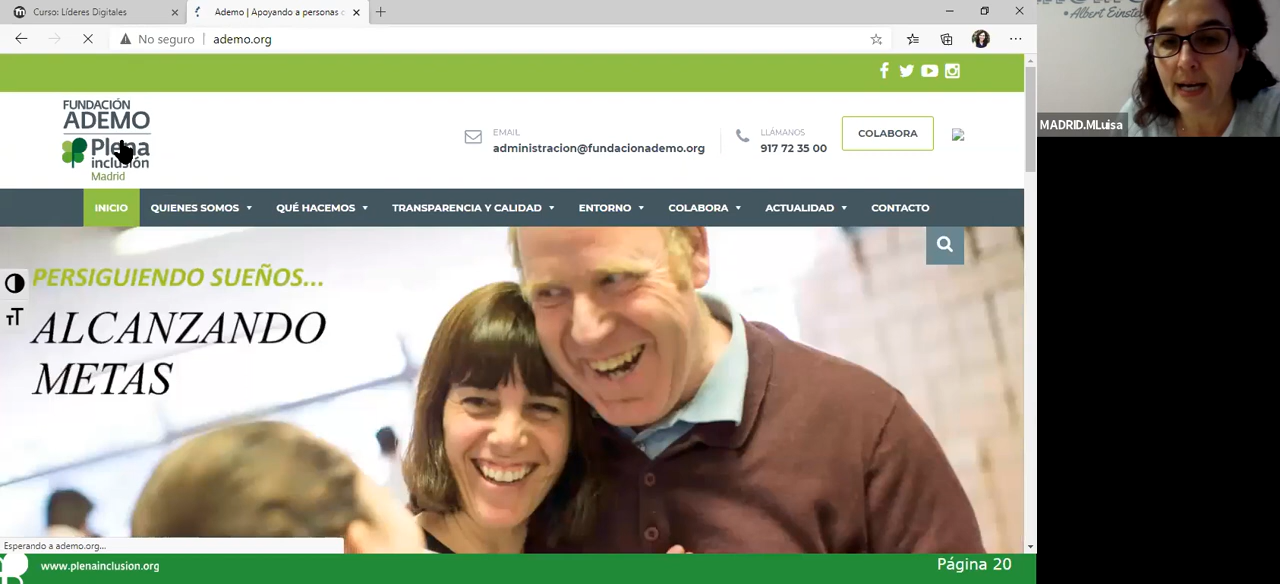 Curso: Líderes Digitales
Ademo | Apoyando a personas
No seguro | ademo.org
Albert Einste
FUNDACIÓN
ADEMO
Plena
inclusión
Madrid
EMAIL
administracion@fundacionademo.org
LLÁMANOS
917 72 35 00
COLABORA
MADRID.MLuisa
INICIO
QUIENES SOMOS
QUÉ HACEMOS
TRANSPARENCIA Y CALIDAD
ENTORNO
COLABORA
ACTUALIDAD
CONTACTO
PERSIGUIENDO SUEÑOS...
ALCANZANDO
METAS
Esperando a ademo.org...
www.plenainclusion.org
Página 20